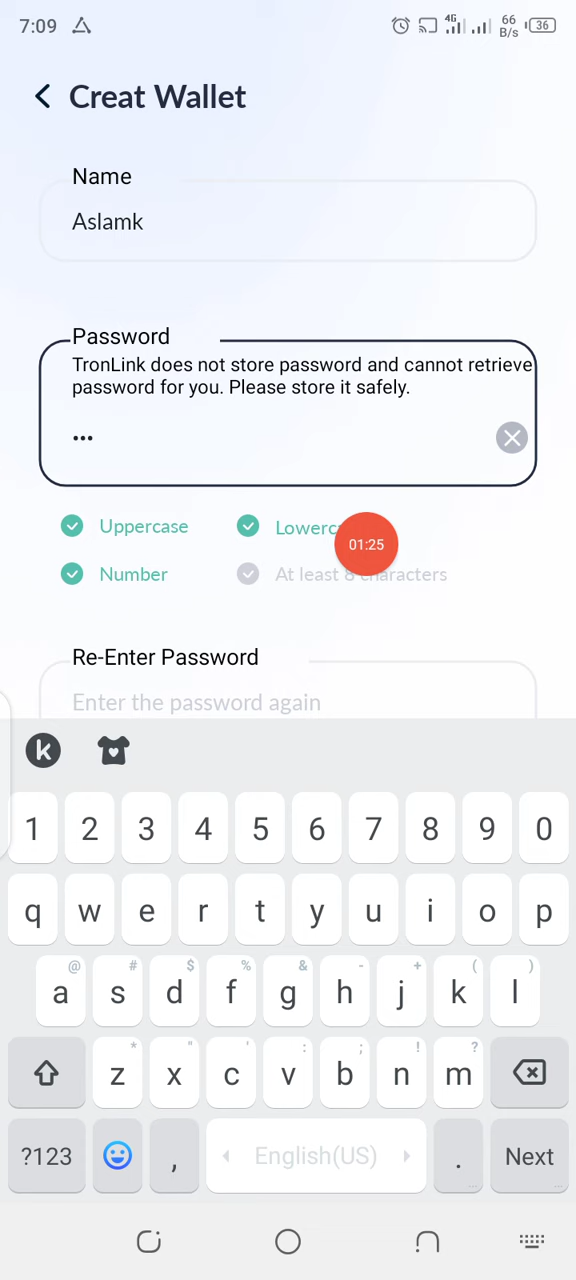 7:09 4G 66 B/s 36
Creat Wallet
Name
Aslamk
Password
TronLink does not store password and cannot retrieve
password for you. Please store it safely.
•••
Uppercase
Number At least 8 characters
01:25
Re-Enter Password
Enter the password again
k
1 2 3 4 5 6 7 8 9 0
q w e r t y u i o p
@ # $ % & - + ( )
a s d f g h j k l
* " ' : ; ! ?
z x c v b n m
?123 , English(US) . Next